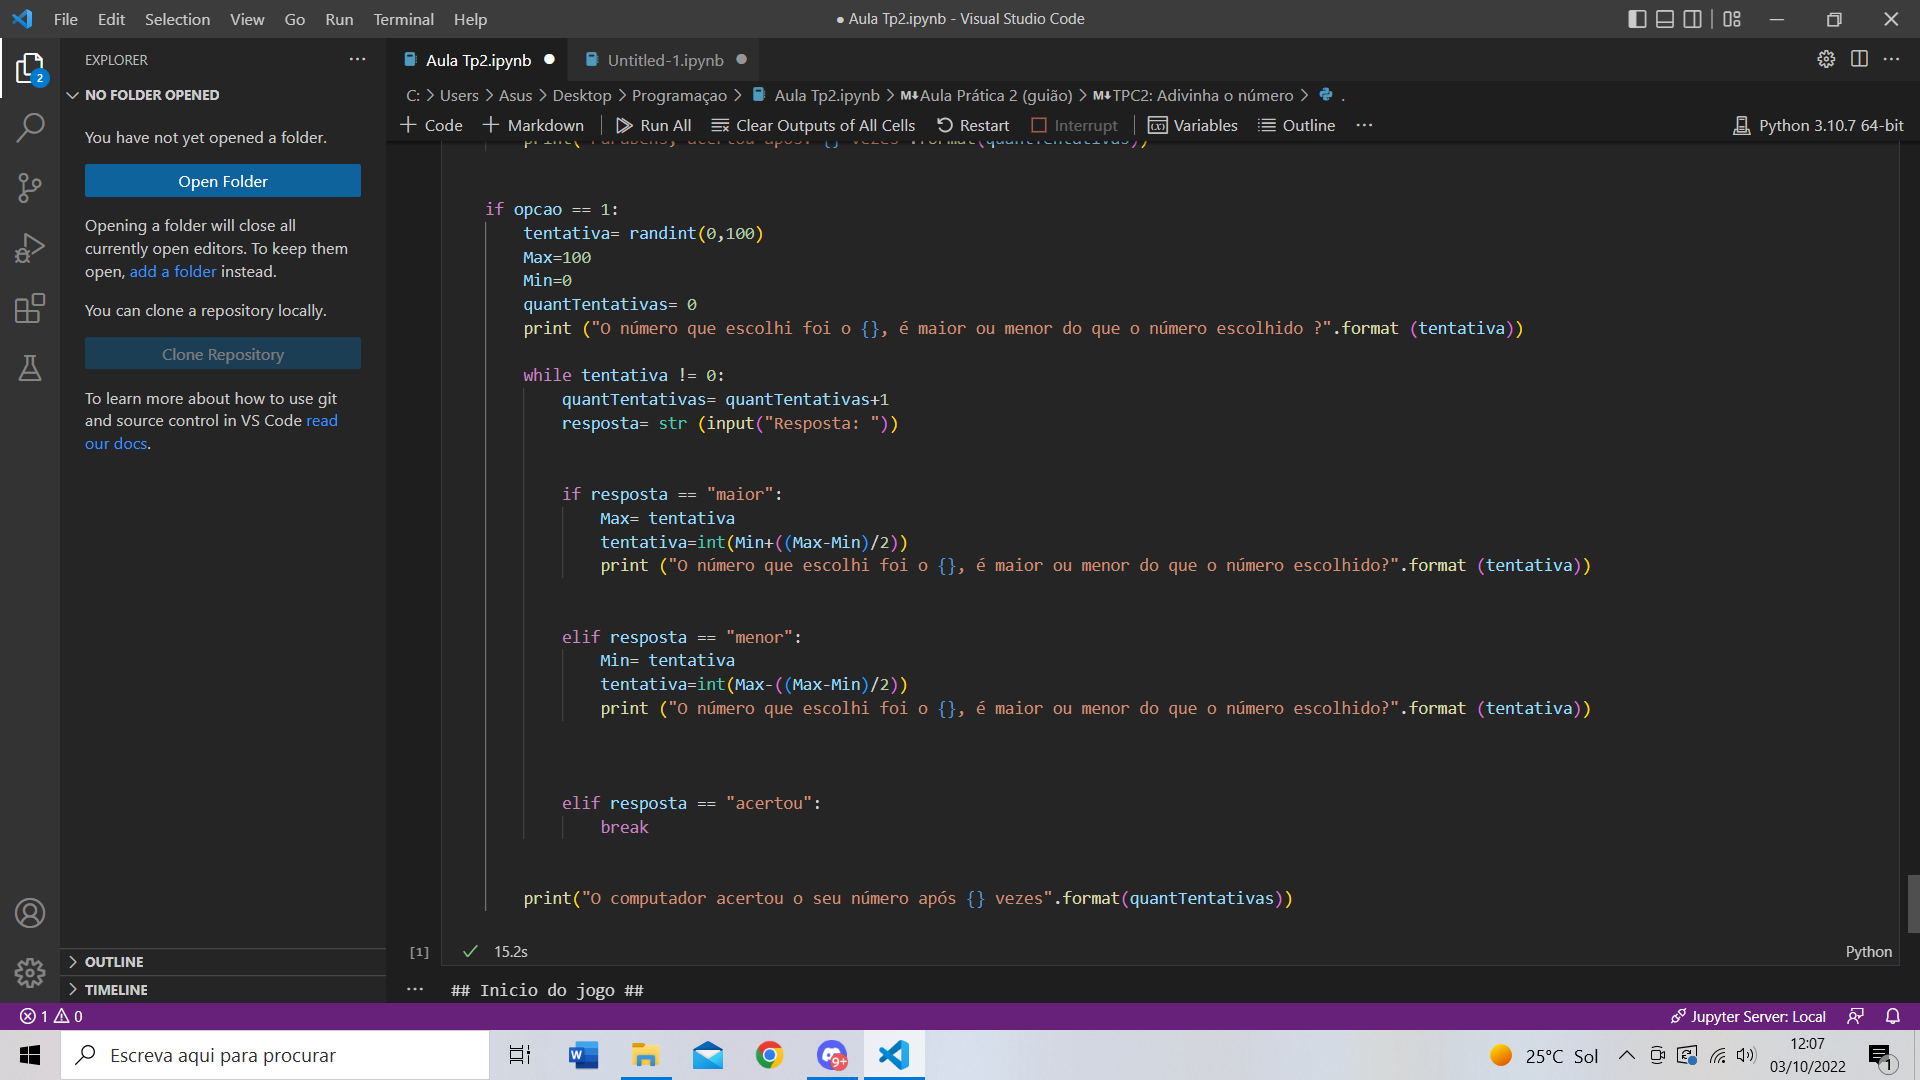 File Edit Selection View Go Run Terminal Help
● Aula Tp2.ipynb - Visual Studio Code
EXPLORER
NO FOLDER OPENED
You have not yet opened a folder.
Open Folder
Opening a folder will close all
currently open editors. To keep them
open, add a folder instead.
You can clone a repository locally.
Clone Repository
To learn more about how to use git
and source control in VS Code read
our docs.
OUTLINE
TIMELINE
2
Aula Tp2.ipynb ● Untitled-1.ipynb ●
C: > Users > Asus > Desktop > Programaçao > Aula Tp2.ipynb > M↓Aula Prática 2 (guião) > M↓TPC2: Adivinha o número > .
+ Code + Markdown Run All Clear Outputs of All Cells Restart Interrupt Variables Outline ... Python 3.10.7 64-bit
print("Parabéns, acertou após: {} vezes".format(quantTentativas))
if opcao == 1:
tentativa= randint(0,100)
Max=100
Min=0
quantTentativas= 0
print ("O número que escolhi foi o {}, é maior ou menor do que o número escolhido ?".format (tentativa))
while tentativa != 0:
quantTentativas= quantTentativas+1
resposta= str (input("Resposta: "))
if resposta == "maior":
Max= tentativa
tentativa=int(Min+((Max-Min)/2))
print ("O número que escolhi foi o {}, é maior ou menor do que o número escolhido?".format (tentativa))
elif resposta == "menor":
Min= tentativa
tentativa=int(Max-((Max-Min)/2))
print ("O número que escolhi foi o {}, é maior ou menor do que o número escolhido?".format (tentativa))
elif resposta == "acertou":
break
print("O computador acertou o seu número após {} vezes".format(quantTentativas))
[1] ✓ 15.2s Python
... ## Inicio do jogo ##
1 0 Jupyter Server: Local
Escreva aqui para procurar
9+
25°C Sol
12:07
03/10/2022
1